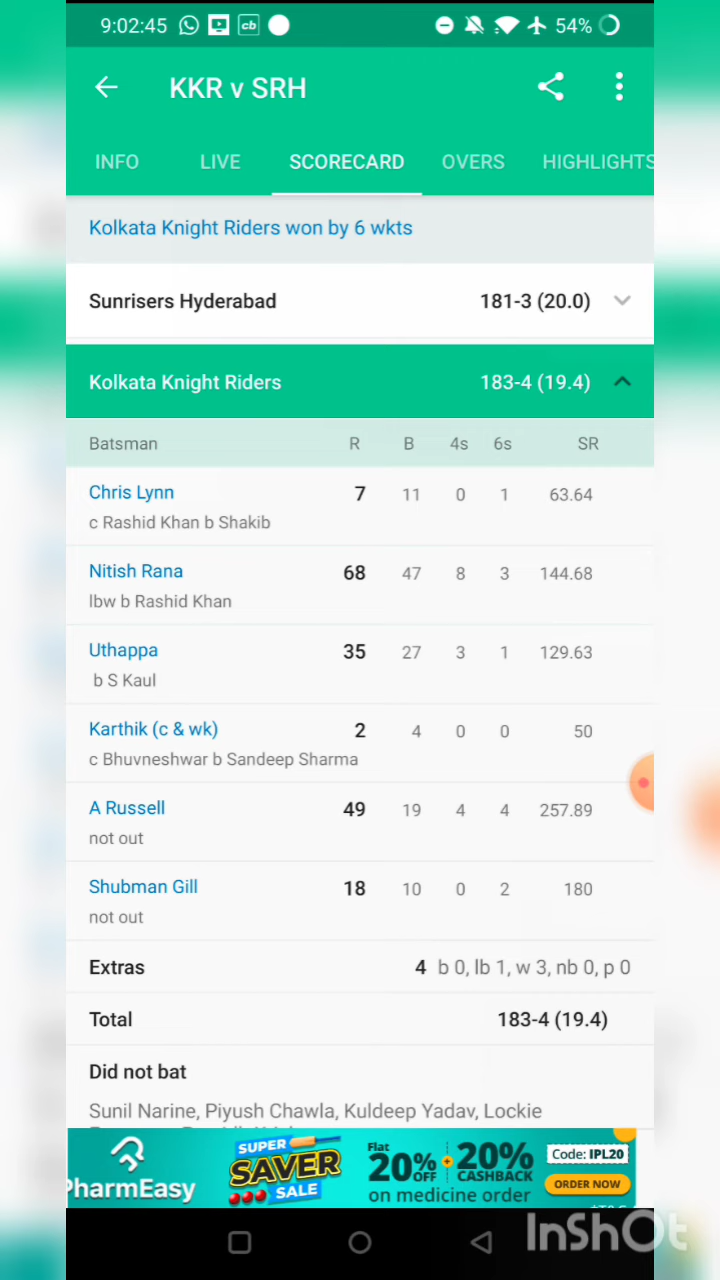 9:02:45 cb 54%
KKR v SRH
INFO LIVE SCORECARD OVERS HIGHLIGHTS
Kolkata Knight Riders won by 6 wkts
Sunrisers Hyderabad 181-3 (20.0)
Kolkata Knight Riders 183-4 (19.4)
Batsman R B 4s 6s SR
Chris Lynn 7 11 0 1 63.64
c Rashid Khan b Shakib
Nitish Rana 68 47 8 3 144.68
lbw b Rashid Khan
Uthappa 35 27 3 1 129.63
b S Kaul
Karthik (c & wk) 2 4 0 0 50
c Bhuvneshwar b Sandeep Sharma
A Russell 49 19 4 4 257.89
not out
Shubman Gill 18 10 0 2 180
not out
Extras 4 b 0, lb 1, w 3, nb 0, p 0
Total 183-4 (19.4)
Did not bat
Sunil Narine, Piyush Chawla, Kuldeep Yadav, Lockie
PharmEasy
SUPER
SAVER
SALE
Flat
20% OFF + 20% CASHBACK
on medicine order
Code: IPL20
ORDER NOW
InShOt